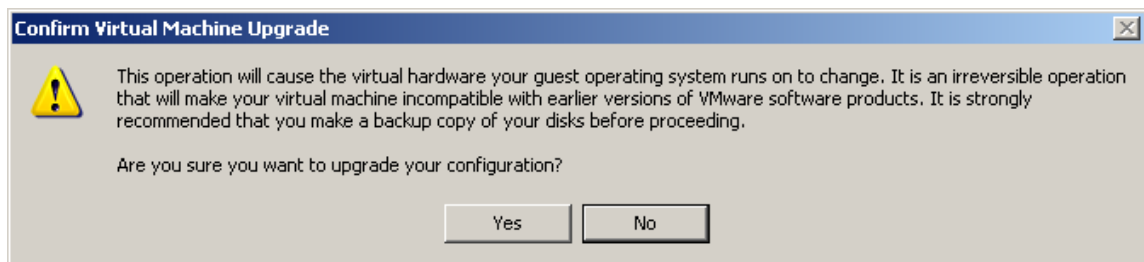 Confirm Virtual Machine Upgrade
This operation will cause the virtual hardware your guest operating system runs on to change. It is an irreversible operation
that will make your virtual machine incompatible with earlier versions of VMware software products. It is strongly
recommended that you make a backup copy of your disks before proceeding.
Are you sure you want to upgrade your configuration?
Yes No